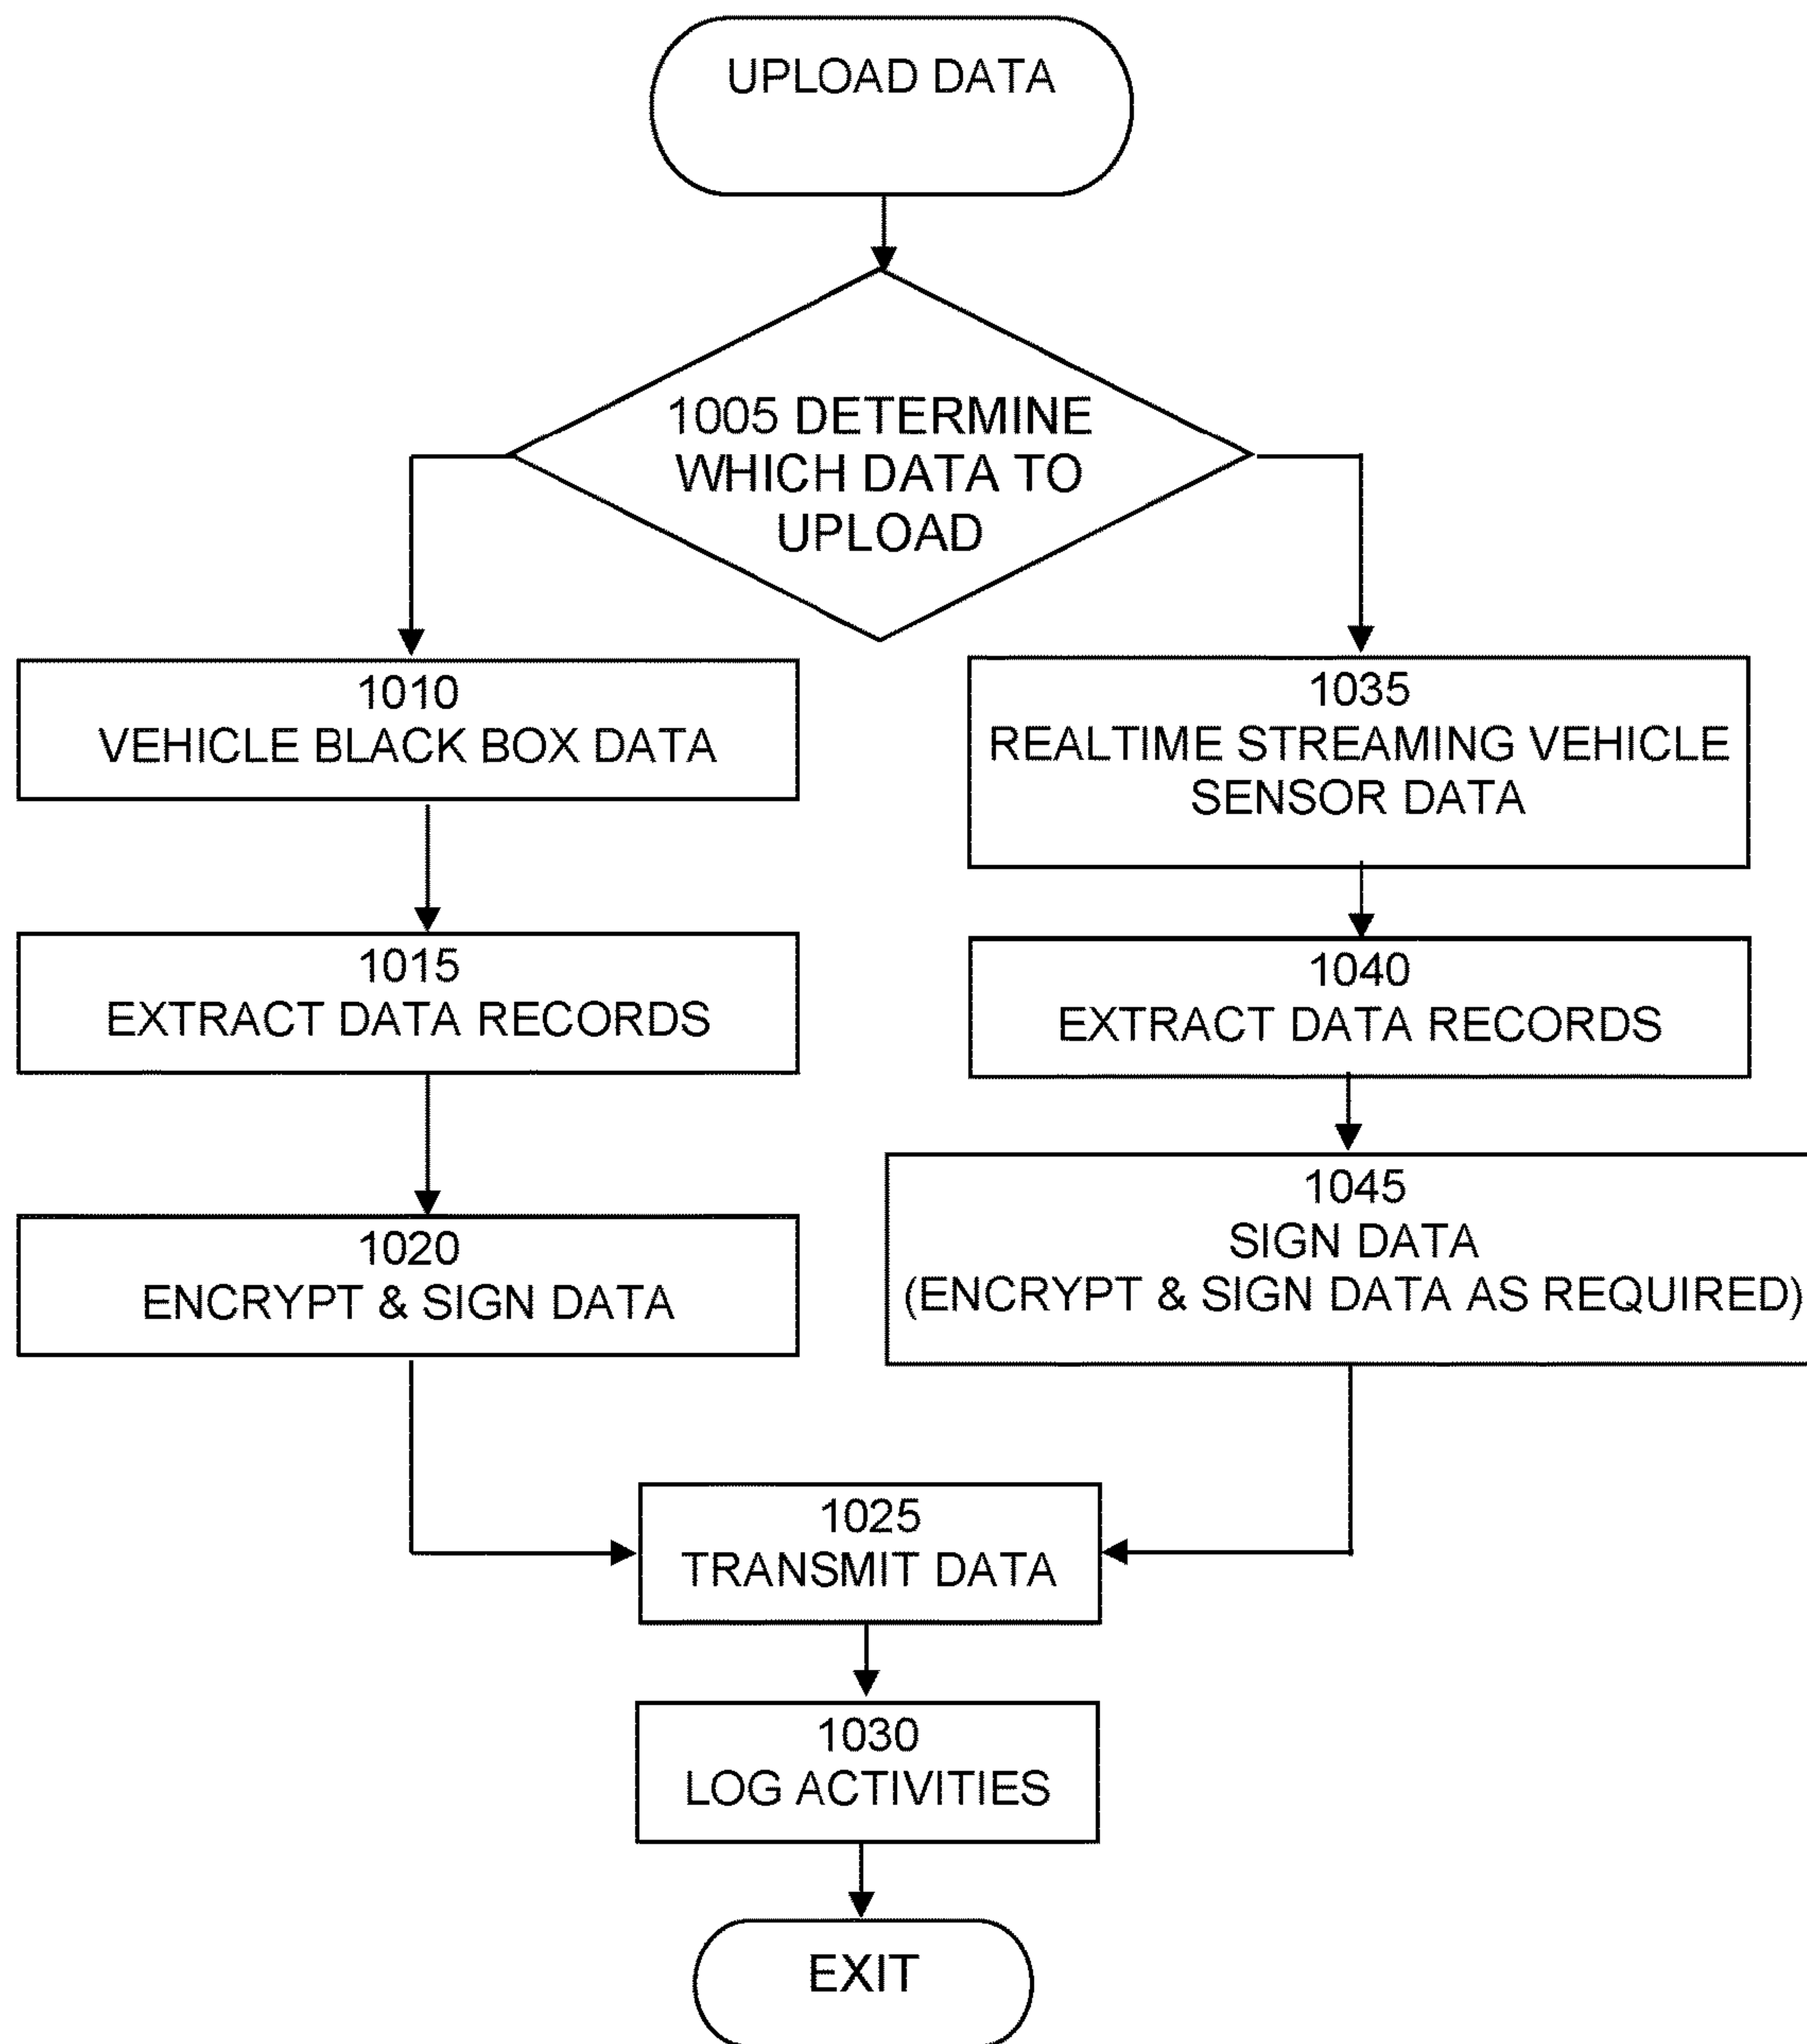 UPLOAD DATA
1005 DETERMINE
WHICH DATA TO
UPLOAD
1010
VEHICLE BLACK BOX DATA
1015
EXTRACT DATA RECORDS
1020
ENCRYPT & SIGN DATA
1035
REALTIME STREAMING VEHICLE
SENSOR DATA
1040
EXTRACT DATA RECORDS
1045
SIGN DATA
(ENCRYPT & SIGN DATA AS REQUIRED)
1025
TRANSMIT DATA
1030
LOG ACTIVITIES
EXIT